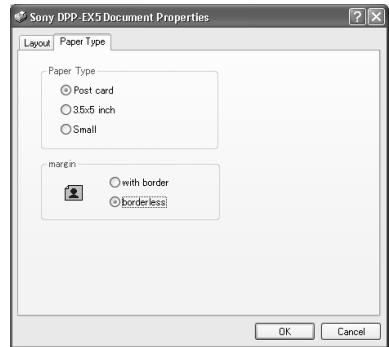 Sony DPP-EX5 Document Properties
Layout Paper Type
Paper Type
Post card
3.5x5 inch
Small
margin
with border
borderless
OK Cancel